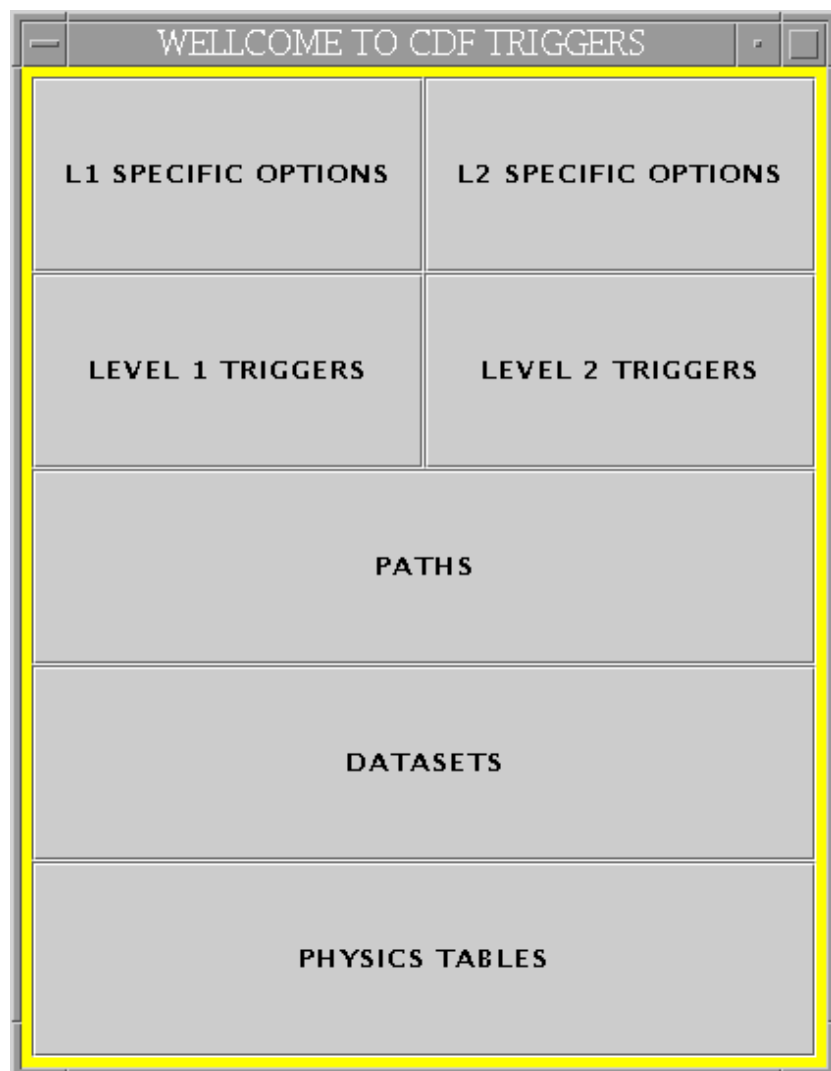 WELLCOME TO CDF TRIGGERS
L1 SPECIFIC OPTIONS
L2 SPECIFIC OPTIONS
LEVEL 1 TRIGGERS
LEVEL 2 TRIGGERS
PATHS
DATASETS
PHYSICS TABLES